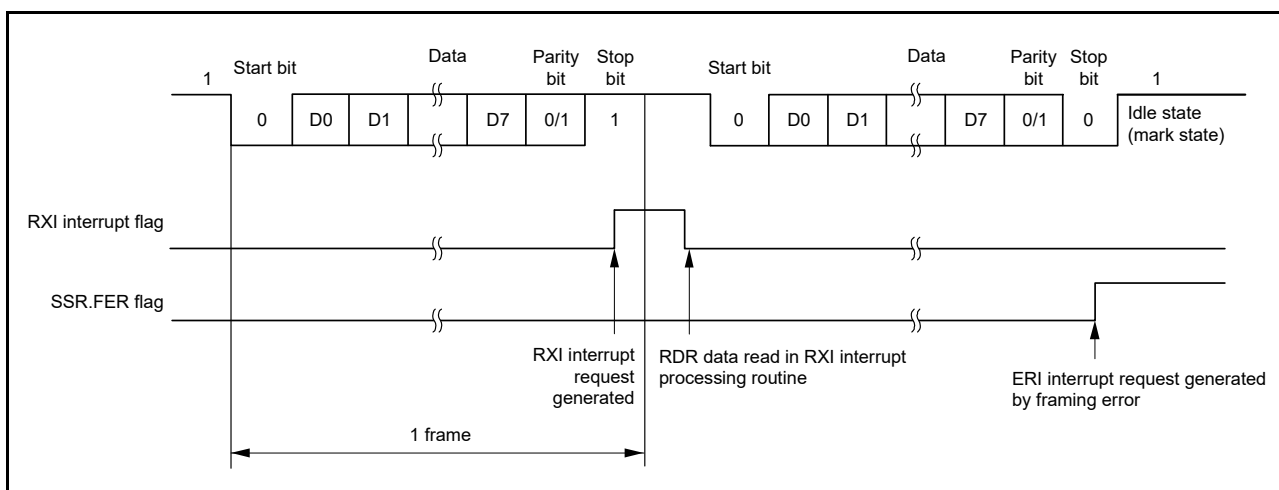 1
Start bit
Data
Parity
bit
Stop
bit
Start bit
Data
Parity
bit
Stop
bit
1
0
D0
D1
D7
0/1
1
0
D0
D1
D7
0/1
0
Idle state
(mark state)
RXI interrupt flag
SSR.FER flag
RXI interrupt
request
generated
RDR data read in RXI interrupt
processing routine
ERI interrupt request generated
by framing error
1 frame